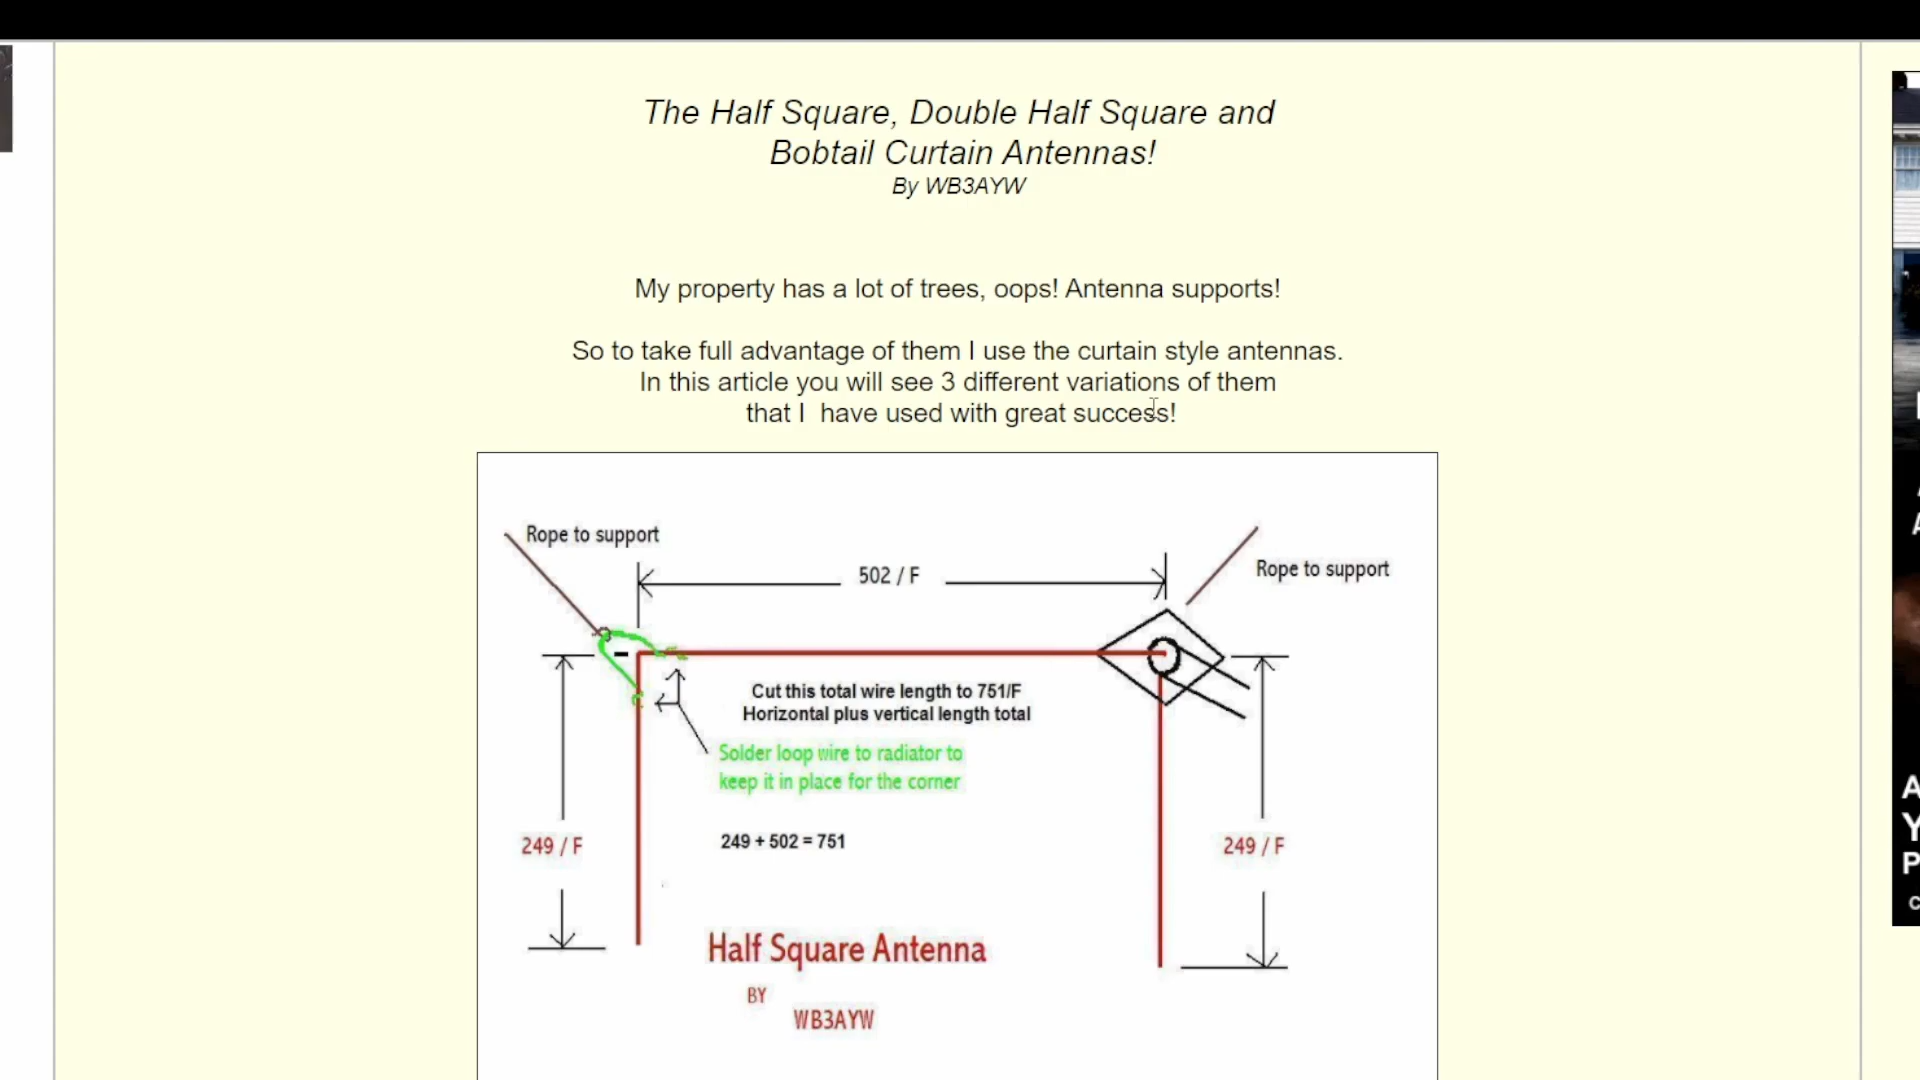 The Half Square, Double Half Square and
Bobtail Curtain Antennas!
By WB3AYW
My property has a lot of trees, oops! Antenna supports!
So to take full advantage of them I use the curtain style antennas.
In this article you will see 3 different variations of them
that I have used with great success!
Rope to support
502 / F
Rope to support
Cut this total wire length to 751/F
Horizontal plus vertical length total
Solder loop wire to radiator to
keep it in place for the corner
249 + 502 = 751
249 / F
249 / F
Half Square Antenna
BY
WB3AYW